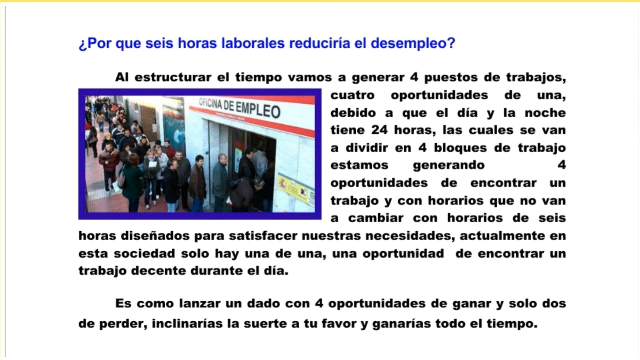 ¿Por que seis horas laborales reduciría el desempleo?
Al estructurar el tiempo vamos a generar 4 puestos de trabajos,
OFICINA DE EMPLEO
cuatro oportunidades de una,
debido a que el día y la noche
tiene 24 horas, las cuales se van
a dividir en 4 bloques de trabajo
estamos generando 4
oportunidades de encontrar un
trabajo y con horarios que no van
a cambiar con horarios de seis
horas diseñados para satisfacer nuestras necesidades, actualmente en
esta sociedad solo hay una de una, una oportunidad de encontrar un
trabajo decente durante el día.
Es como lanzar un dado con 4 oportunidades de ganar y solo dos
de perder, inclinarías la suerte a tu favor y ganarías todo el tiempo.